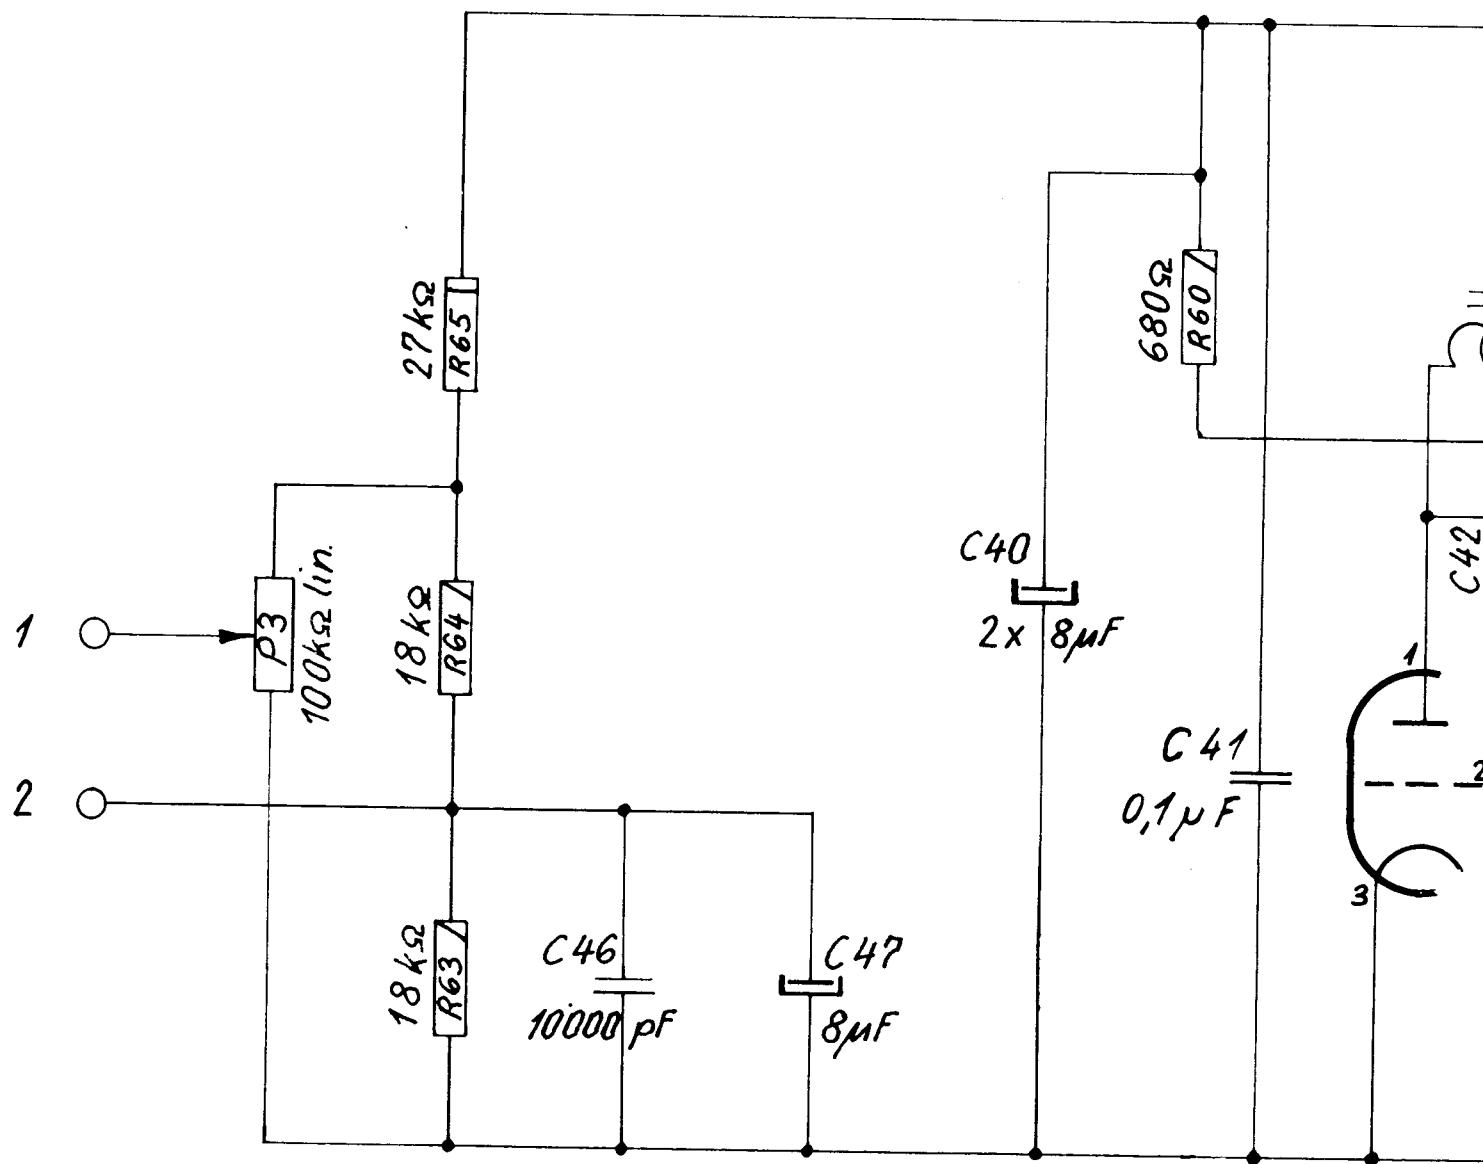 27kΩ
R65
680Ω
R60
C40
2x 8µF
C42
1
P3
100kΩ lin.
18kΩ
R64
1
C 41
0,1µF
2
2
3
18kΩ
R63
C46
10000 pF
C47
8µF